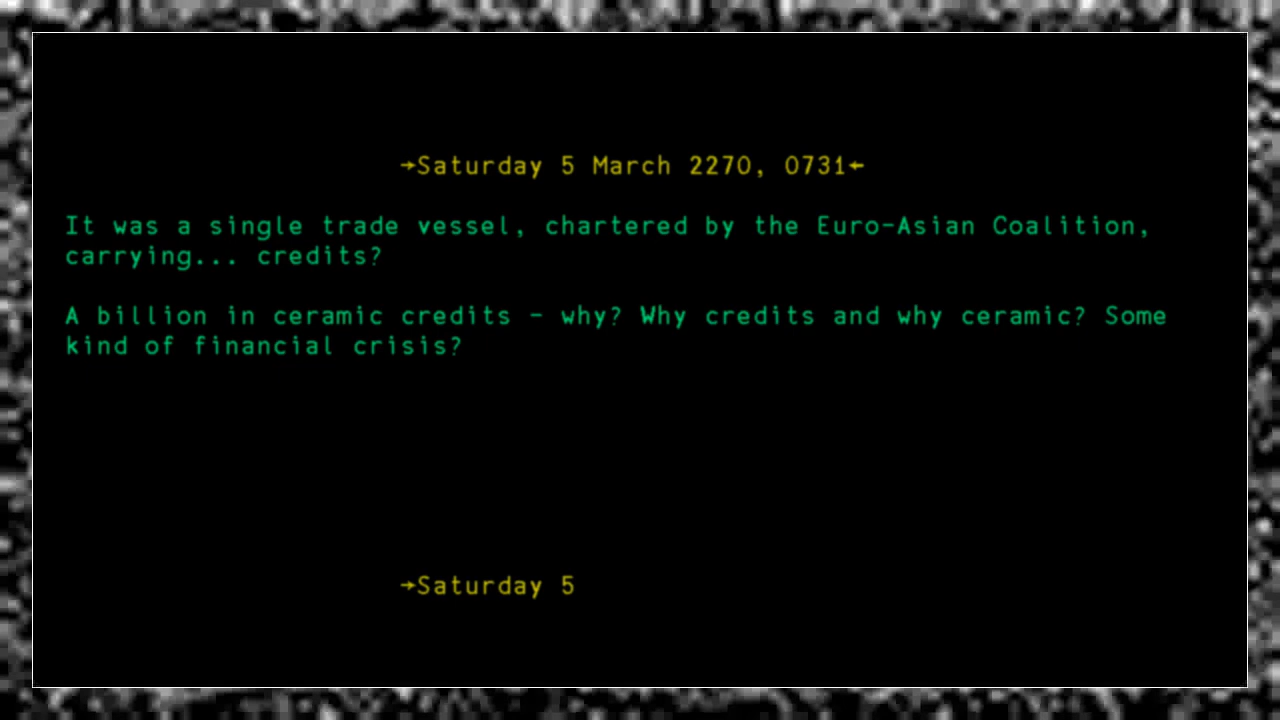 →Saturday 5 March 2270, 0731←
It was a single trade vessel, chartered by the Euro-Asian Coalition,
carrying... credits?
A billion in ceramic credits - why? Why credits and why ceramic? Some
kind of financial crisis?
→Saturday 5